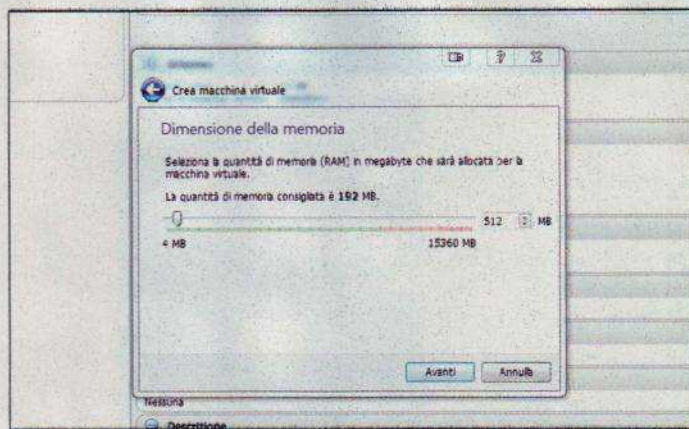 Crea macchina virtuale
Dimensione della memoria
Seleziona la quantità di memoria (RAM) in megabyte che sarà allocata per la
macchina virtuale.
La quantità di memoria consigliata è 192 MB.
512 MB
4 MB 15360 MB
Avanti Annulla
Nessuna
Descrizione